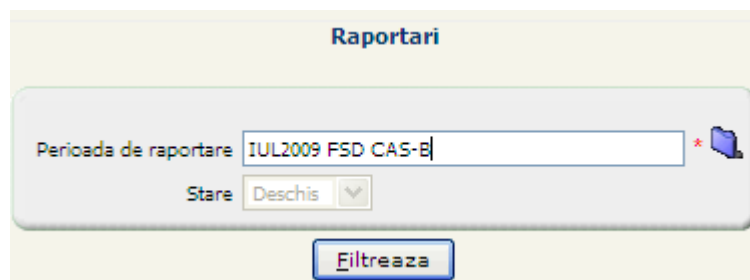 Raportari
Perioada de raportare IUL2009 FSD CAS-B *
Stare Deschis
Filtreaza